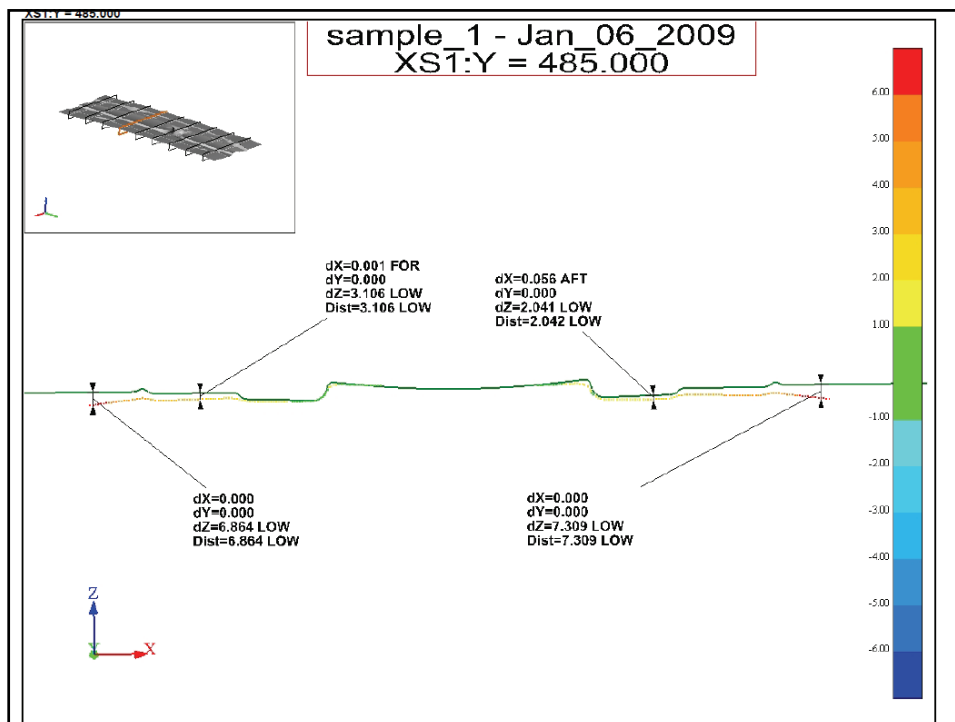 XS1:Y = 485.000
sample_1 - Jan_06_2009
XS1:Y = 485.000
dX=0.001 FOR
dY=0.000
dZ=3.106 LOW
Dist=3.106 LOW
dX=0.056 AFT
dY=0.000
dZ=2.041 LOW
Dist=2.042 LOW
dX=0.000
dY=0.000
dZ=6.864 LOW
Dist=6.864 LOW
dX=0.000
dY=0.000
dZ=7.309 LOW
Dist=7.309 LOW
Z
Y
X
6.00
5.00
4.00
3.00
2.00
1.00
-1.00
-2.00
-3.00
-4.00
-5.00
-6.00